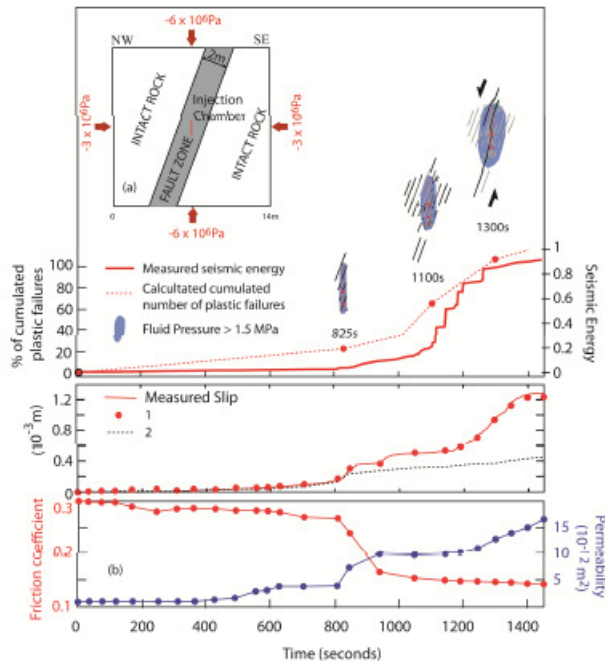 -6 x 10⁶Pa
NW
SE
2m
-3 x 10⁶Pa
INTACT ROCK
Injection
Chamber
FAULT ZONE
INTACT ROCK
-3 x 10⁶Pa
(a)
0
14m
-6 x 10⁶Pa
1300s
1100s
825s
Measured seismic energy
Calcultated cumulated
number of plastic failures
Fluid Pressure > 1.5 MPa
% of cumulated
plastic failures
100
80
60
40
20
0
1
0.8
0.6
0.4
0.2
0
Seismic
Energy
Measured Slip
1
2
(10⁻³m)
1.2
0.8
0.4
0
Friction coefficient
0.3
0.2
0.1
(b)
15
10
5
Permeability
(10⁻12 m²)
0 200 400 600 800 1000 1200 1400
Time (seconds)